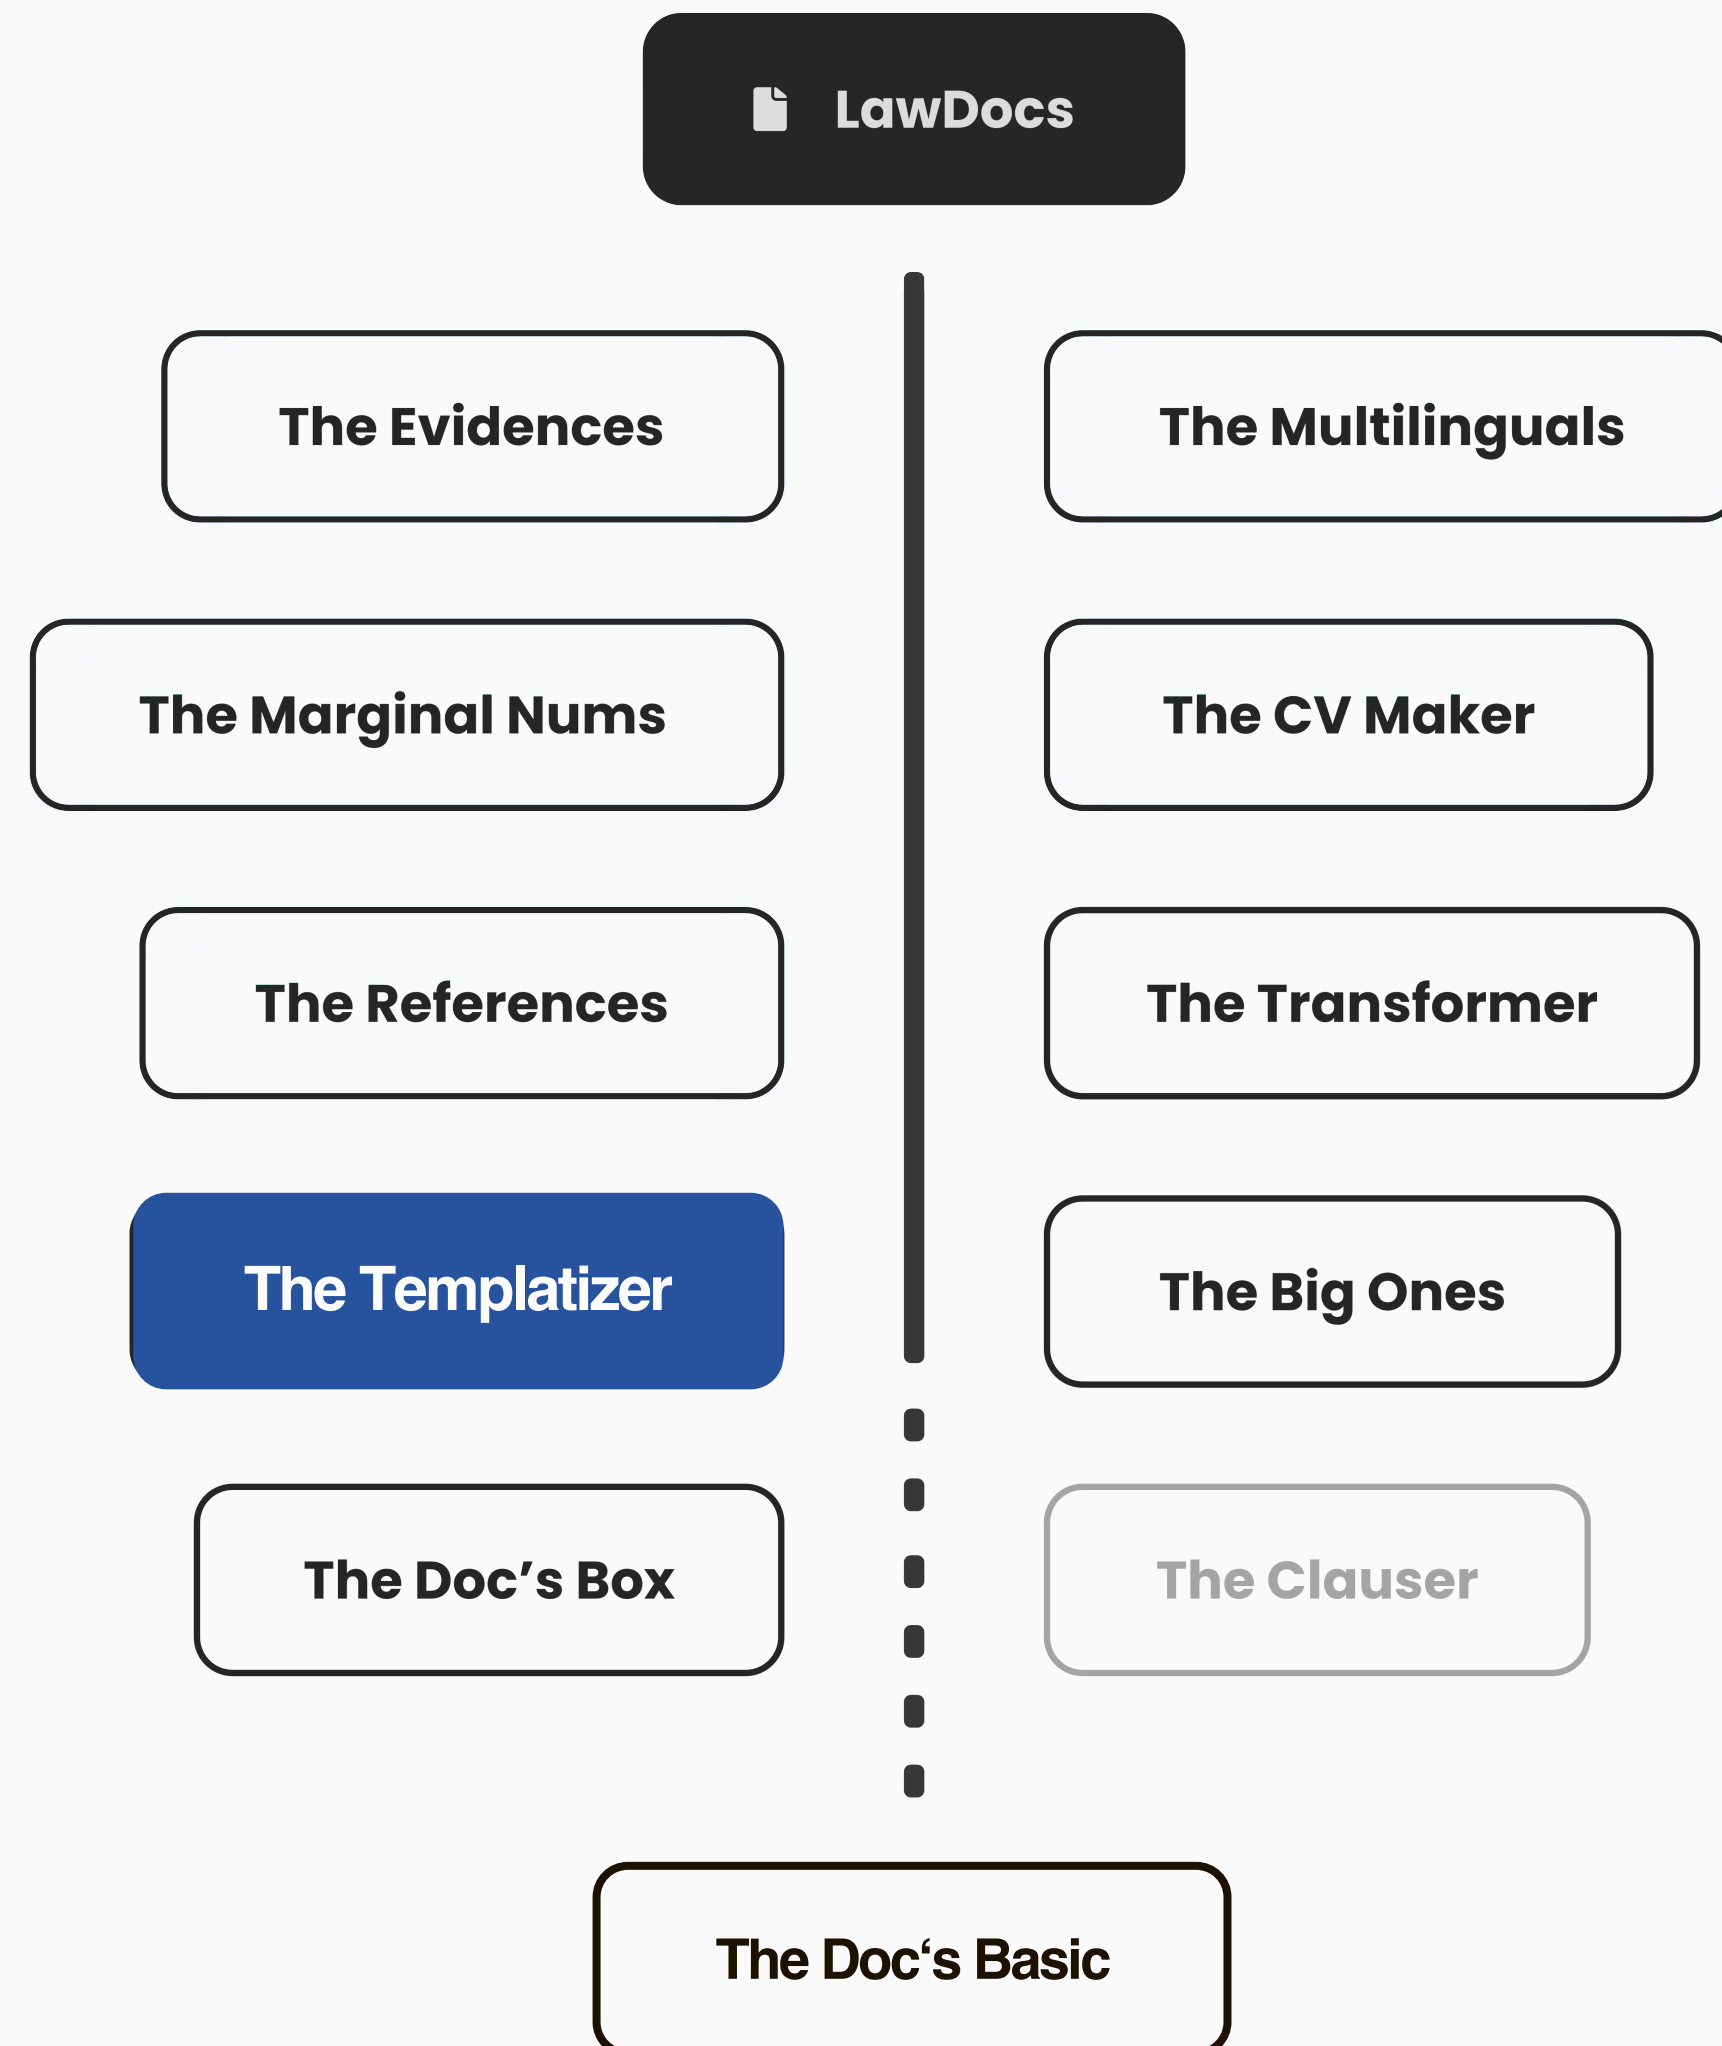 LawDocs
The Evidences
The Multilinguals
The Marginal Nums
The CV Maker
The References
The Transformer
The Templatizer
The Big Ones
The Doc’s Box
The Clauser
The Doc‘s Basic